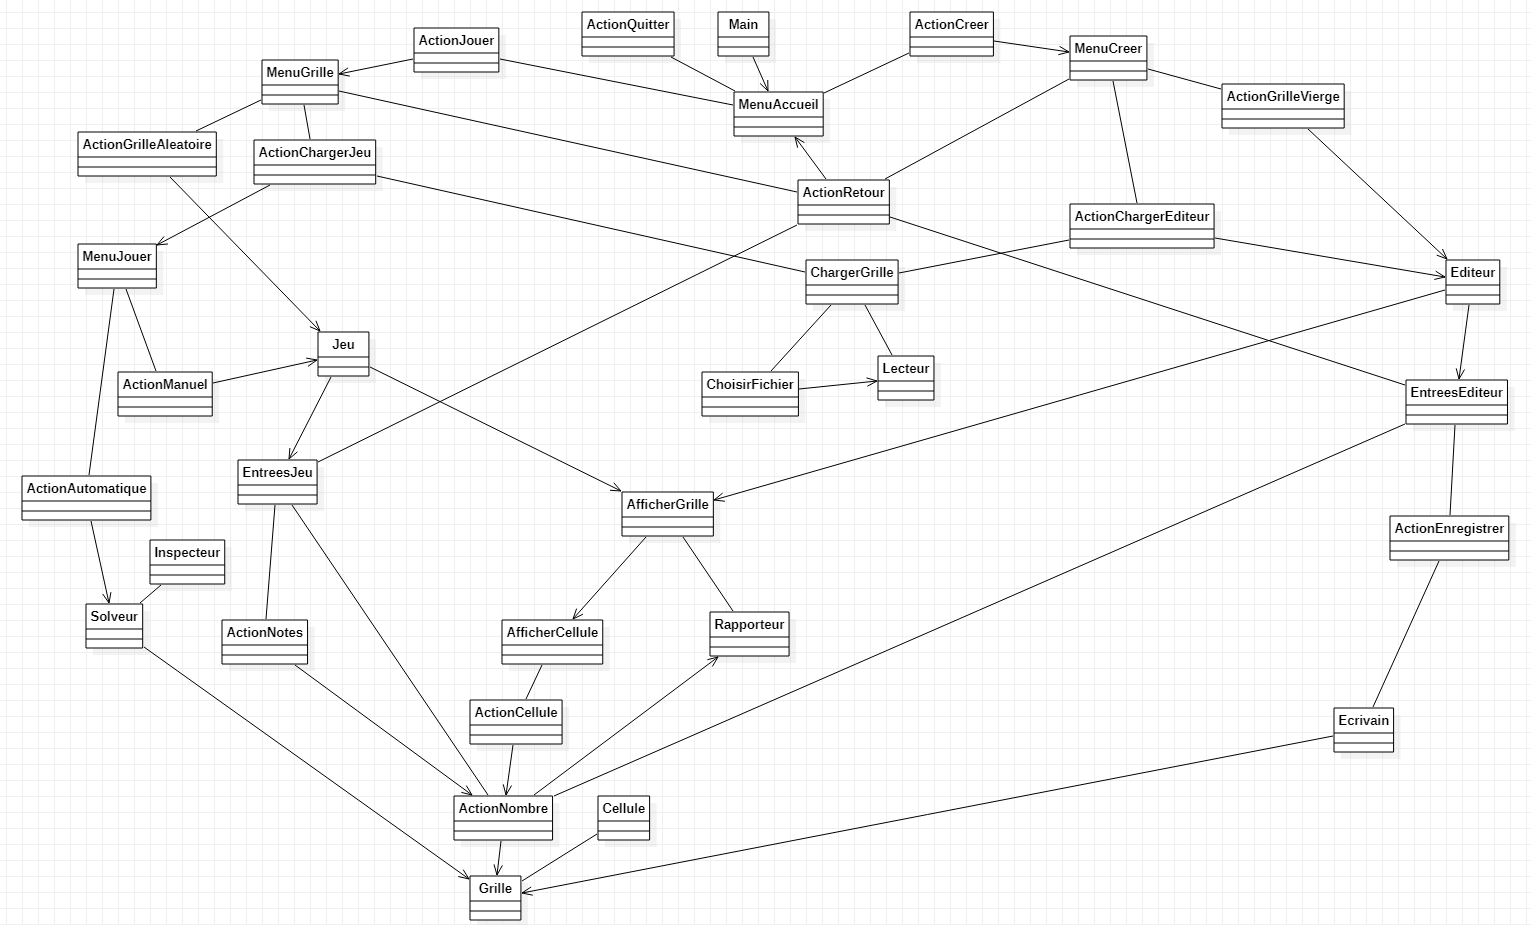 ActionQuitter
Main
ActionCreer
ActionJouer
MenuCreer
MenuGrille
ActionGrilleVierge
MenuAccueil
ActionGrilleAleatoire
ActionChargerJeu
ActionRetour
ActionChargerEditeur
MenuJouer
ChargerGrille
Editeur
Jeu
Lecteur
ActionManuel
ChoisirFichier
EntreesEditeur
EntreesJeu
ActionAutomatique
AfficherGrille
ActionEnregistrer
Inspecteur
Solveur
Rapporteur
ActionNotes
AfficherCellule
ActionCellule
Ecrivain
ActionNombre
Cellule
Grille